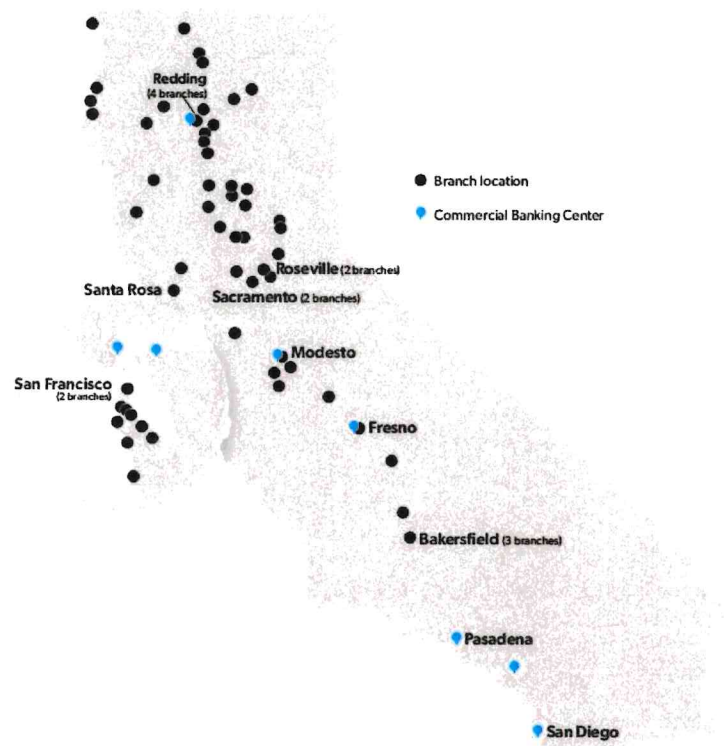 Redding
(4 branches)
Branch location
Commercial Banking Center
Roseville (2 branches)
Santa Rosa
Sacramento (2 branches)
Modesto
San Francisco
(2 branches)
Fresno
Bakersfield (3 branches)
Pasadena
San Diego